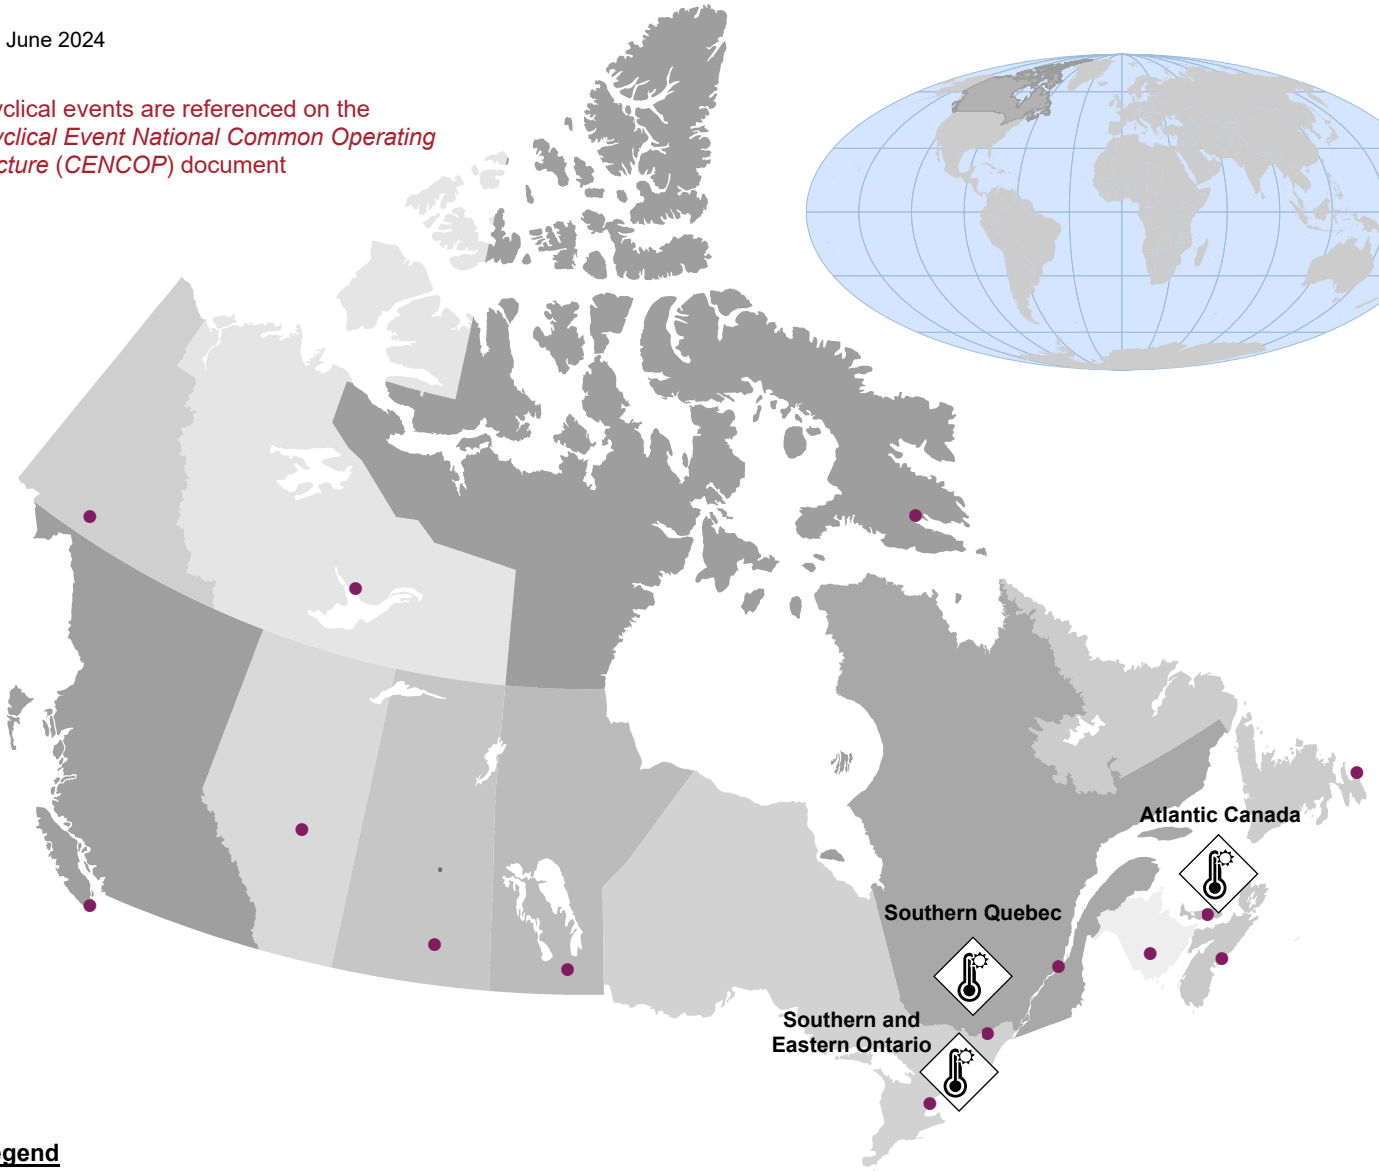 June 2024
yclical events are referenced on the
yclical Event National Common Operating
cture (CENCOP) document
Atlantic Canada
Southern Quebec
Southern and
Eastern Ontario
egend